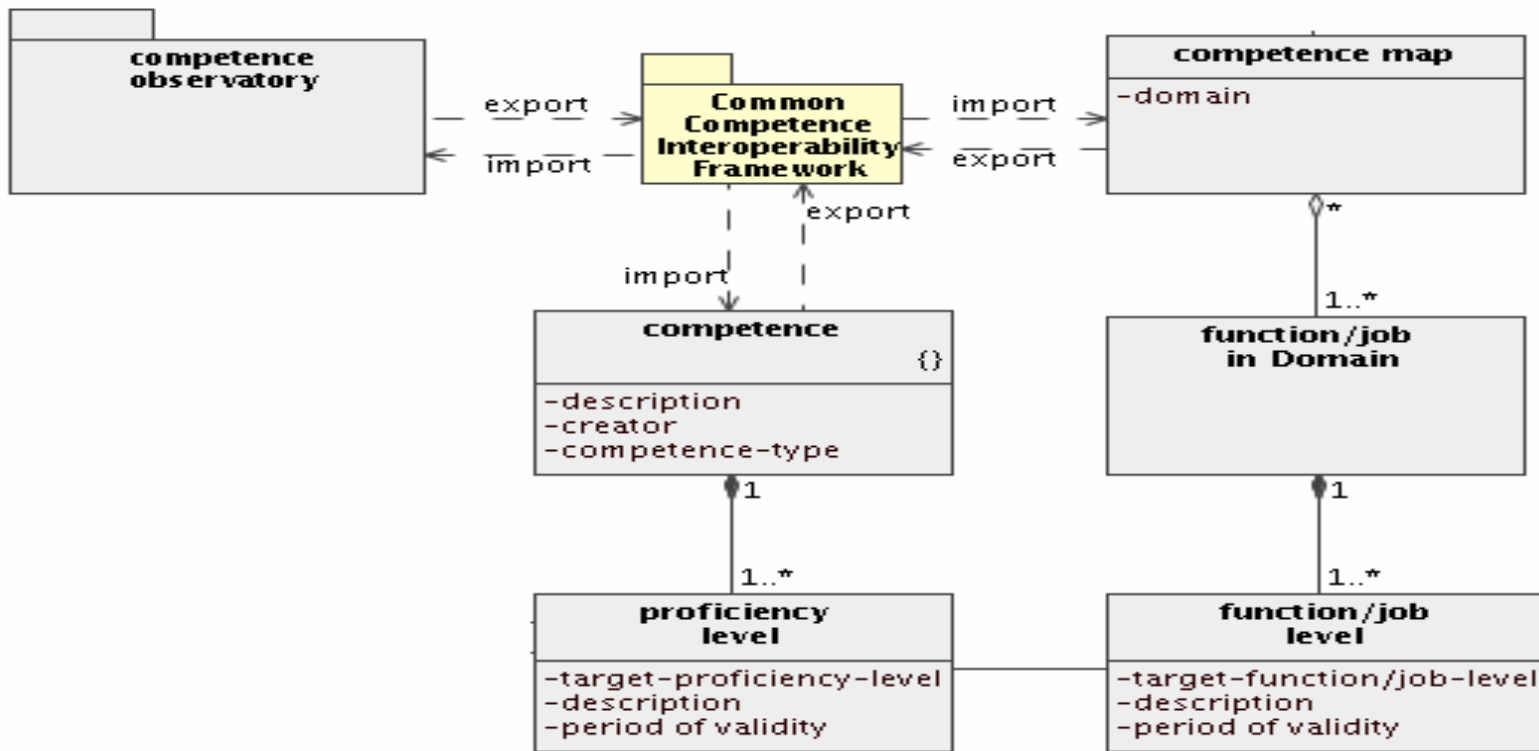 competence
observatory
export
import
Common
Competence
Interoperability
Framework
import
export
competence map
-domain
export
import
*
1..*
competence
{}
-description
-creator
-competence-type
function/job
in Domain
1
1..*
1
1..*
proficiency
level
-target-proficiency-level
-description
-period of validity
function/job
level
-target-function/job-level
-description
-period of validity